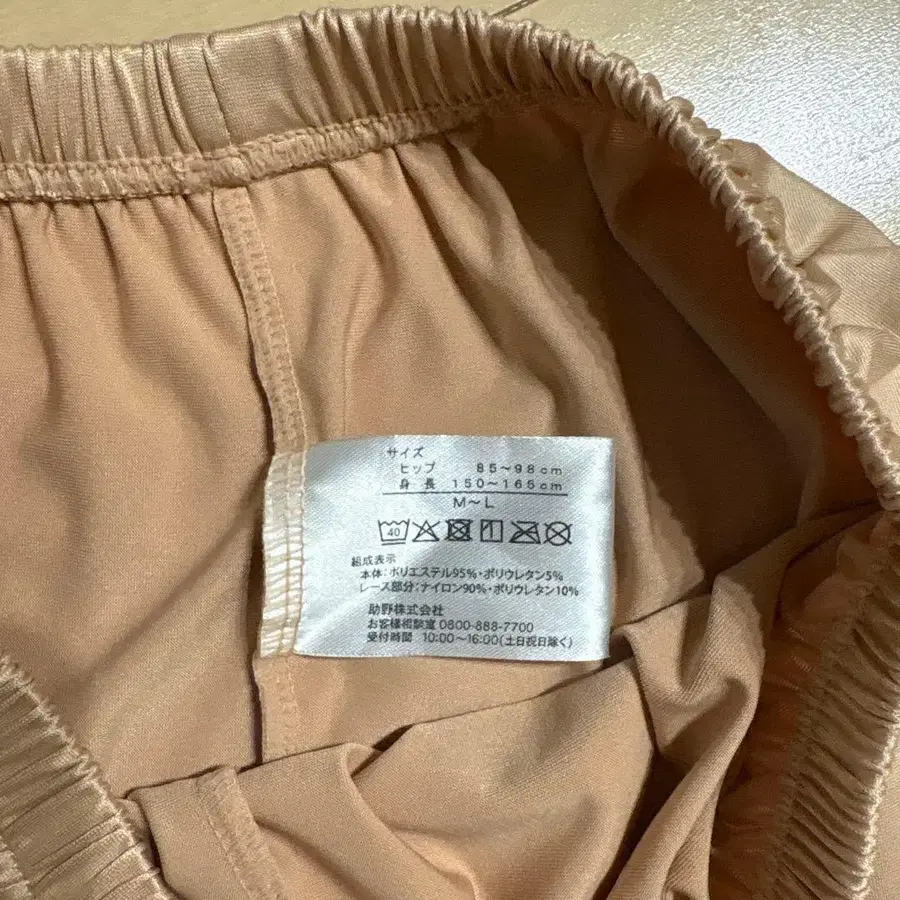 サイズ
ヒップ 85～98cm
身長 150～165cm
M～L
40
組成表示
本体：ポリエステル95%・ポリウレタン5%
レース部分：ナイロン90%・ポリウレタン10%
助野株式会社
お客様相談室 0800-888-7700
受付時間 10:00～16:00(土日祝日除く)